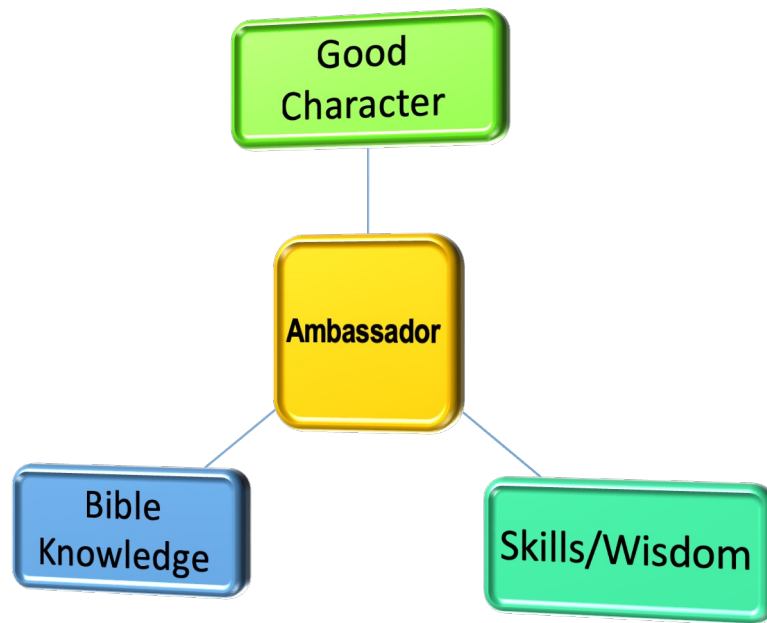 Good
Character
Ambassador
Bible
Knowledge
Skills/Wisdom